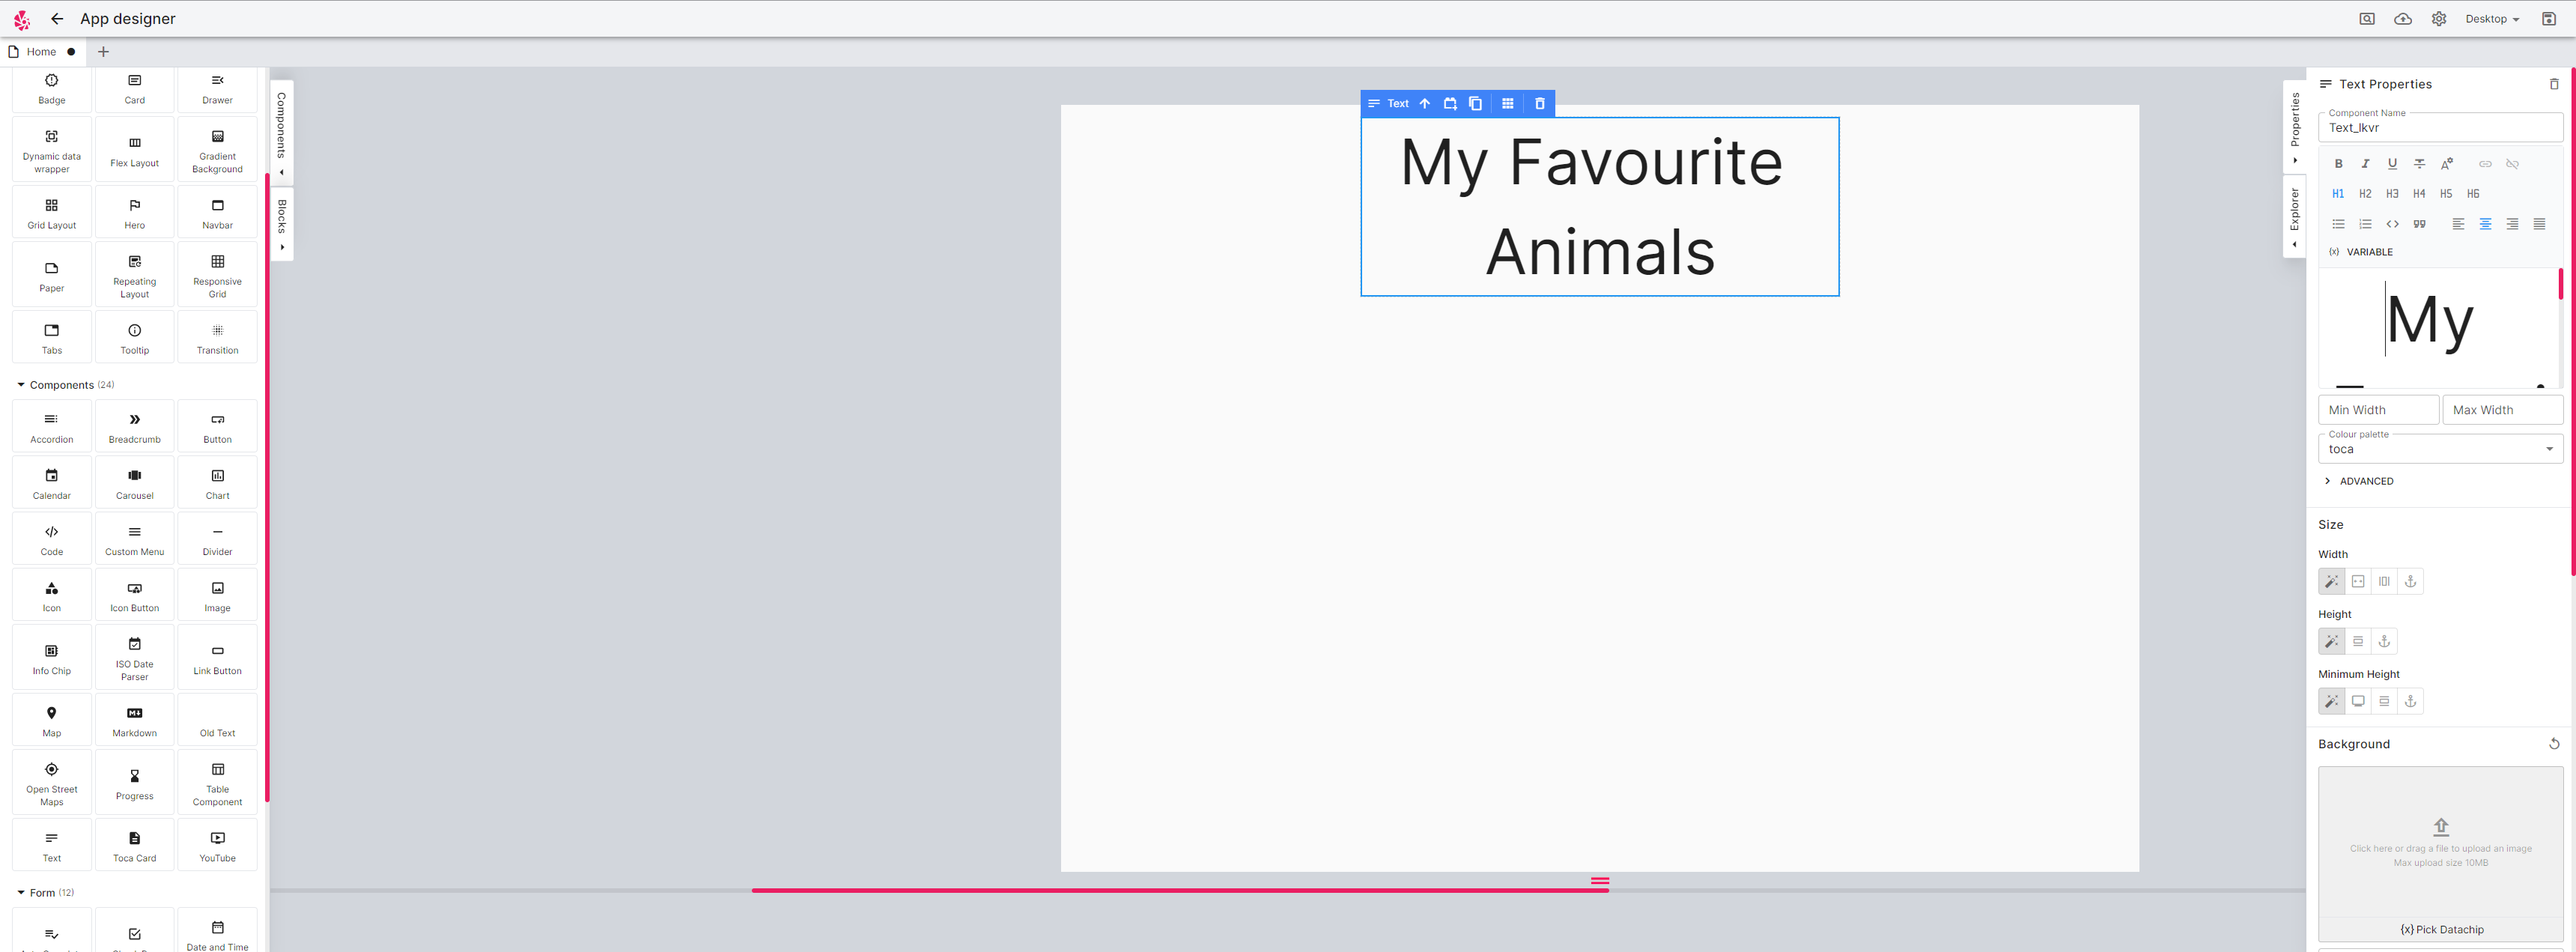 App designer
Desktop
Home
Badge
Card
Drawer
Dynamic data
wrapper
Flex Layout
Gradient
Background
Grid Layout
Hero
Navbar
Paper
Repeating
Layout
Responsive
Grid
Tabs
Tooltip
Transition
Components (24)
Accordion
Breadcrumb
Button
Calendar
Carousel
Chart
Code
Custom Menu
Divider
Icon
Icon Button
Image
Info Chip
ISO Date
Parser
Link Button
Map
Markdown
Old Text
Open Street
Maps
Progress
Table
Component
Text
Toca Card
YouTube
Form (12)
Date and Time
Components
Blocks
Text
My Favourite
Animals
Properties
Explorer
Text Properties
Component Name
Text_lkvr
H1 H2 H3 H4 H5 H6
{x} VARIABLE
My
Min Width
Max Width
Colour palette
toca
ADVANCED
Size
Width
Height
Minimum Height
Background
Click here or drag a file to upload an image
Max upload size 10MB
{x} Pick Datachip